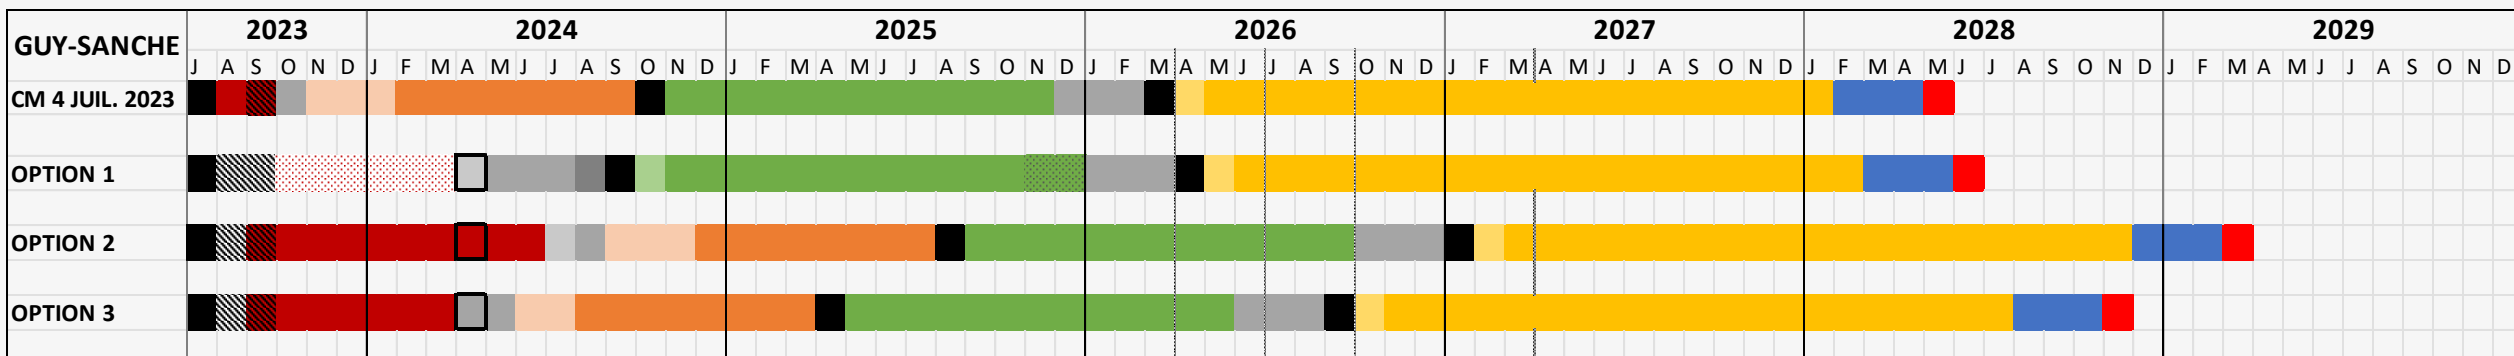 GUY-SANCHE 2023 2024 2025 2026 2027 2028 2029
J A S O N D J F M A M J J A S O N D J F M A M J J A S O N D J F M A M J J A S O N D J F M A M J J A S O N D J F M A M J J A S O N D J F M A M J J A S O N D
CM 4 JUIL. 2023
OPTION 1
OPTION 2
OPTION 3